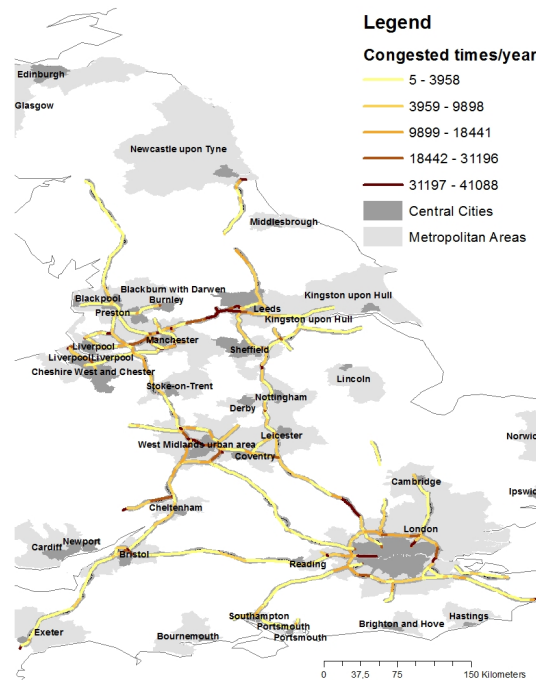 Legend
Congested times/year
5 - 3958
3959 - 9898
9899 - 18441
18442 - 31196
31197 - 41088
Central Cities
Metropolitan Areas
Edinburgh
Glasgow
Newcastle upon Tyne
Middlesbrough
Blackburn with Darwen
Blackpool
Burnley
Preston
Kingston upon Hull
Leeds
Kingston upon Hull
Manchester
Liverpool
Sheffield
LiverpoolLiverpool
Cheshire West and Chester
Stoke-on-Trent
Lincoln
Nottingham
Derby
Leicester
West Midlands urban area
Coventry
Norwic
Cambridge
Ipswic
Cheltenham
London
Newport
Cardiff
Bristol
Reading
Southampton
Portsmouth
Portsmouth
Bournemouth
Brighton and Hove
Hastings
Exeter
0 37,5 75 150 Kilometers